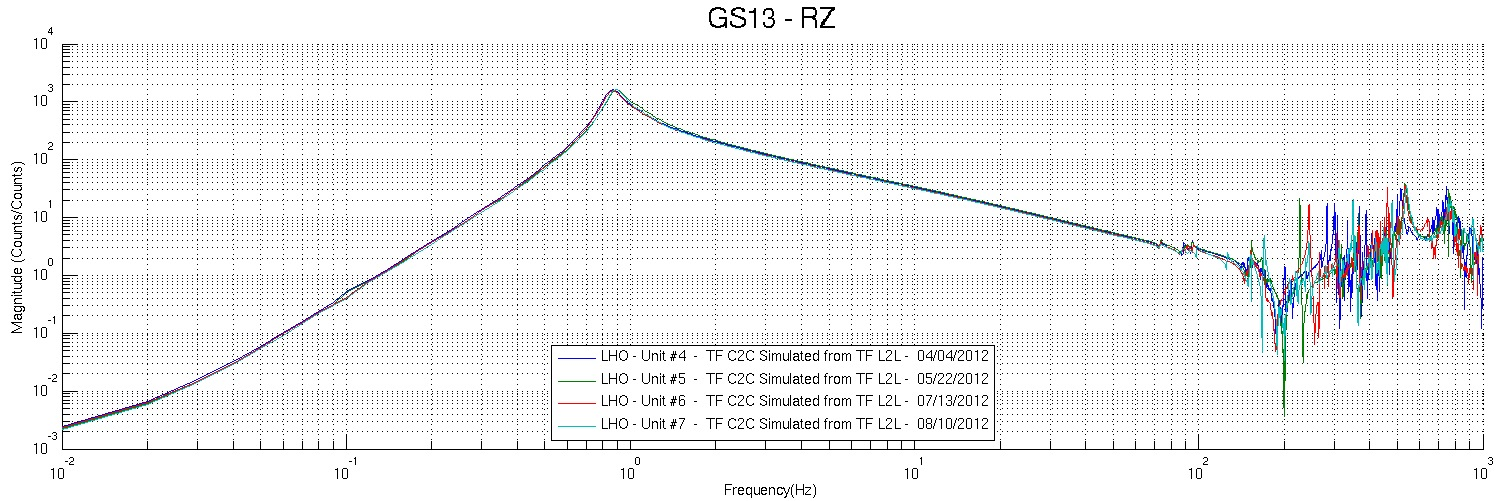 GS13 - RZ
10^4
10^3
10^2
10^1
10^0
10^-1
10^-2
10^-3
Magnitude (Counts/Counts)
LHO - Unit #4 - TF C2C Simulated from TF L2L - 04/04/2012
LHO - Unit #5 - TF C2C Simulated from TF L2L - 05/22/2012
LHO - Unit #6 - TF C2C Simulated from TF L2L - 07/13/2012
LHO - Unit #7 - TF C2C Simulated from TF L2L - 08/10/2012
10^-2 10^-1 10^0 10^1 10^2 10^3
Frequency(Hz)